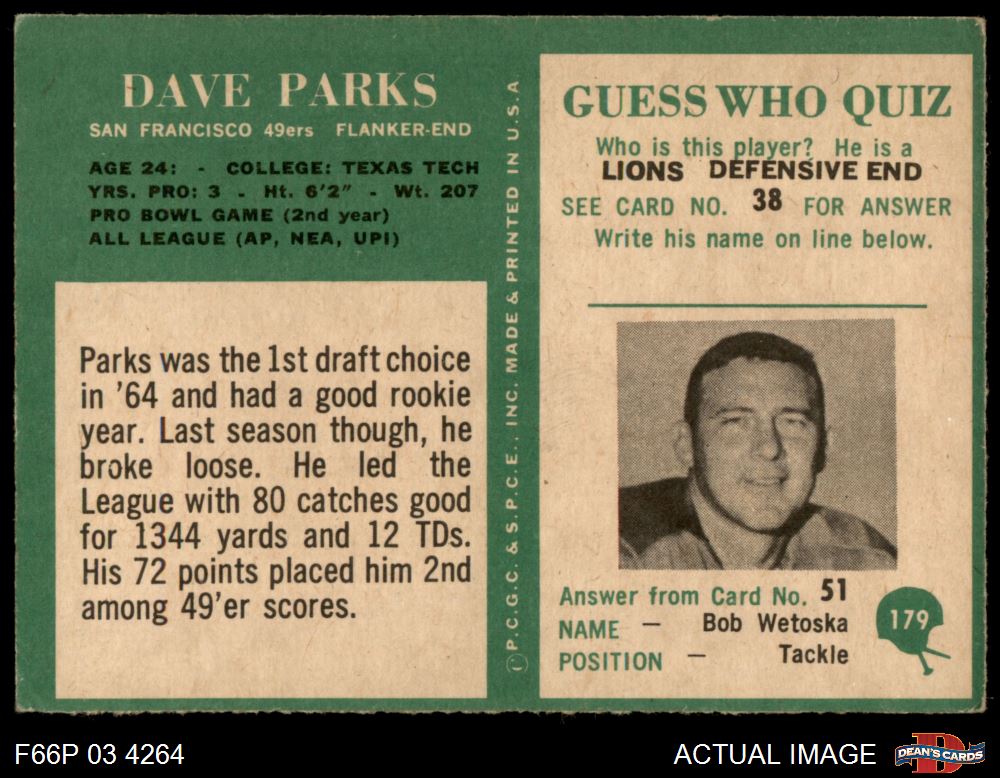 DAVE PARKS
SAN FRANCISCO 49ers FLANKER-END
AGE 24: - COLLEGE: TEXAS TECH
YRS. PRO: 3 - Ht. 6'2" - Wt. 207
PRO BOWL GAME (2nd year)
ALL LEAGUE (AP, NEA, UPI)
Parks was the 1st draft choice
in '64 and had a good rookie
year. Last season though, he
broke loose. He led the
League with 80 catches good
for 1344 yards and 12 TDs.
His 72 points placed him 2nd
among 49'er scores.
© P.C.G.C. & S.P.C.E., INC. MADE & PRINTED IN U.S.A
GUESS WHO QUIZ
Who is this player? He is a
LIONS DEFENSIVE END
SEE CARD NO. 38 FOR ANSWER
Write his name on line below.
Answer from Card No. 51
NAME — Bob Wetoska
POSITION — Tackle
179
F66P 03 4264
ACTUAL IMAGE
D
DEAN'S CARDS